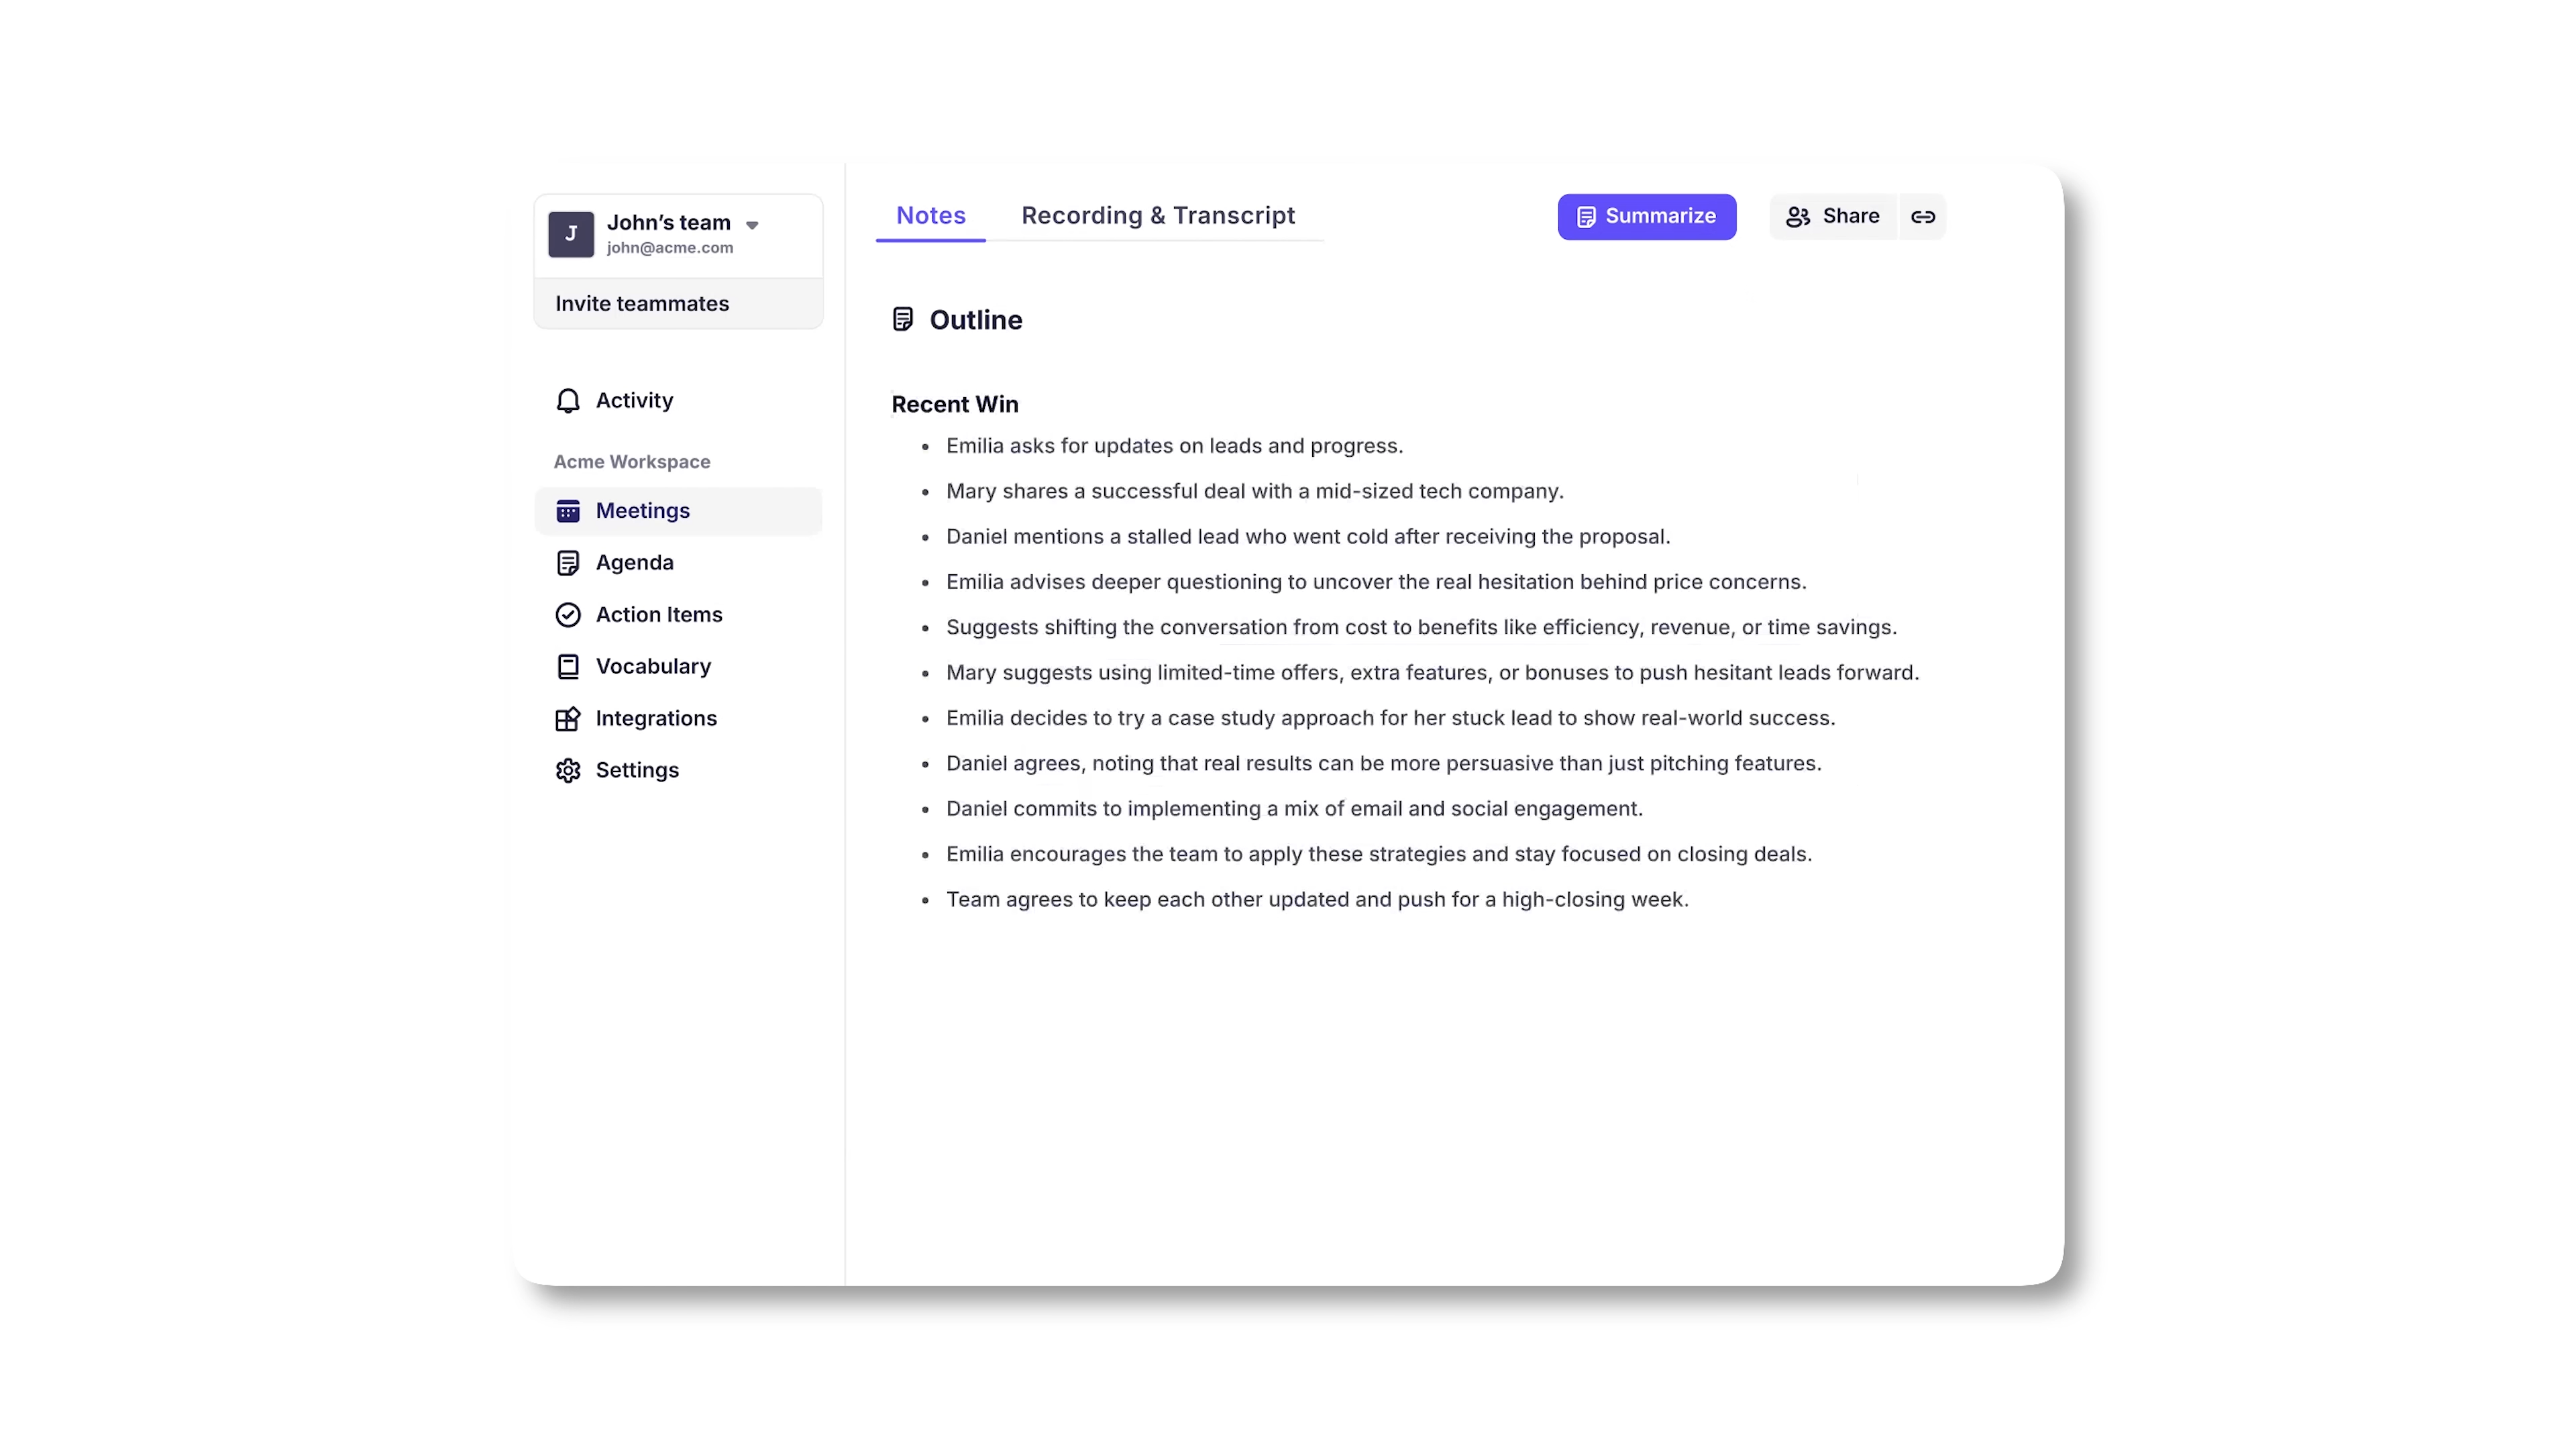 J
John’s team
john@acme.com
Invite teammates
Activity
Acme Workspace
Meetings
Agenda
Action Items
Vocabulary
Integrations
Settings
Notes
Recording & Transcript
Summarize
Share
Outline
Recent Win
• Emilia asks for updates on leads and progress.
• Mary shares a successful deal with a mid-sized tech company.
• Daniel mentions a stalled lead who went cold after receiving the proposal.
• Emilia advises deeper questioning to uncover the real hesitation behind price concerns.
• Suggests shifting the conversation from cost to benefits like efficiency, revenue, or time savings.
• Mary suggests using limited-time offers, extra features, or bonuses to push hesitant leads forward.
• Emilia decides to try a case study approach for her stuck lead to show real-world success.
• Daniel agrees, noting that real results can be more persuasive than just pitching features.
• Daniel commits to implementing a mix of email and social engagement.
• Emilia encourages the team to apply these strategies and stay focused on closing deals.
• Team agrees to keep each other updated and push for a high-closing week.